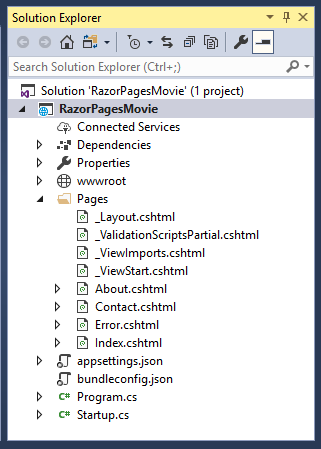 Solution Explorer
Search Solution Explorer (Ctrl+;)
Solution 'RazorPagesMovie' (1 project)
RazorPagesMovie
Connected Services
Dependencies
Properties
wwwroot
Pages
_Layout.cshtml
_ValidationScriptsPartial.cshtml
_ViewImports.cshtml
_ViewStart.cshtml
About.cshtml
Contact.cshtml
Error.cshtml
Index.cshtml
appsettings.json
bundleconfig.json
C# Program.cs
C# Startup.cs